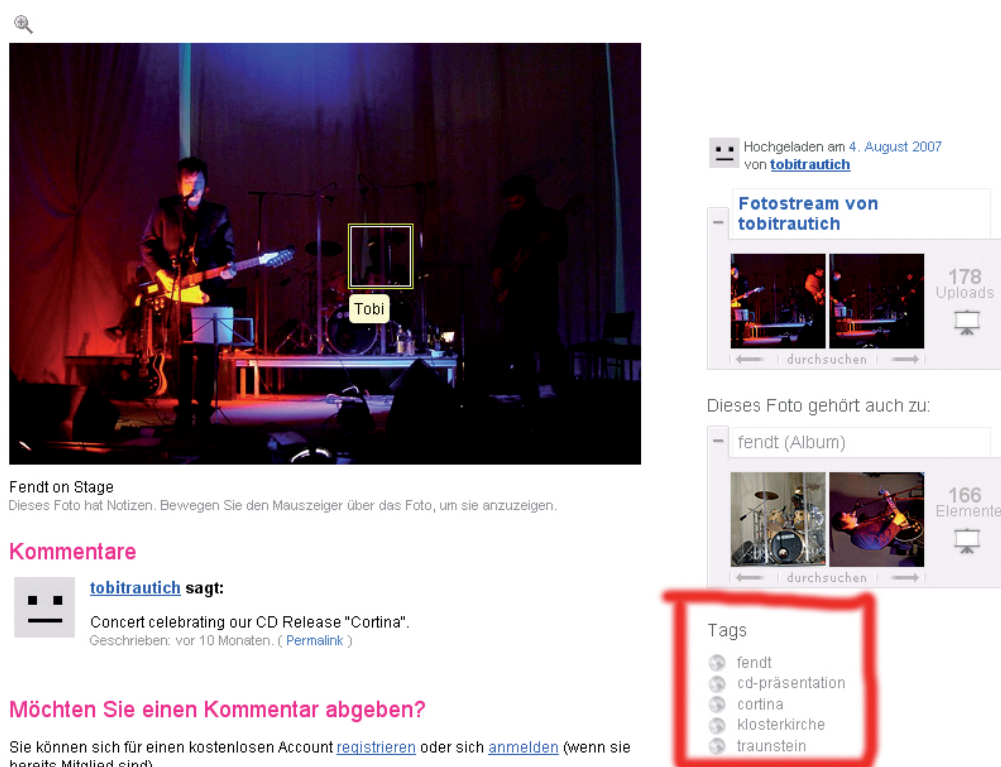 Tobi
Fendt on Stage
Dieses Foto hat Notizen. Bewegen Sie den Mauszeiger über das Foto, um sie anzuzeigen.
Kommentare
tobitrautich sagt:
Concert celebrating our CD Release "Cortina".
Geschrieben: vor 10 Monaten. ( Permalink )
Möchten Sie einen Kommentar abgeben?
Sie können sich für einen kostenlosen Account registrieren oder sich anmelden (wenn sie
bereits Mitglied sind)
Hochgeladen am 4. August 2007
von tobitrautich
Fotostream von
tobitrautich
178
Uploads
durchsuchen
Dieses Foto gehört auch zu:
fendt (Album)
166
Elemente
durchsuchen
Tags
fendt
cd-präsentation
cortina
klosterkirche
traunstein